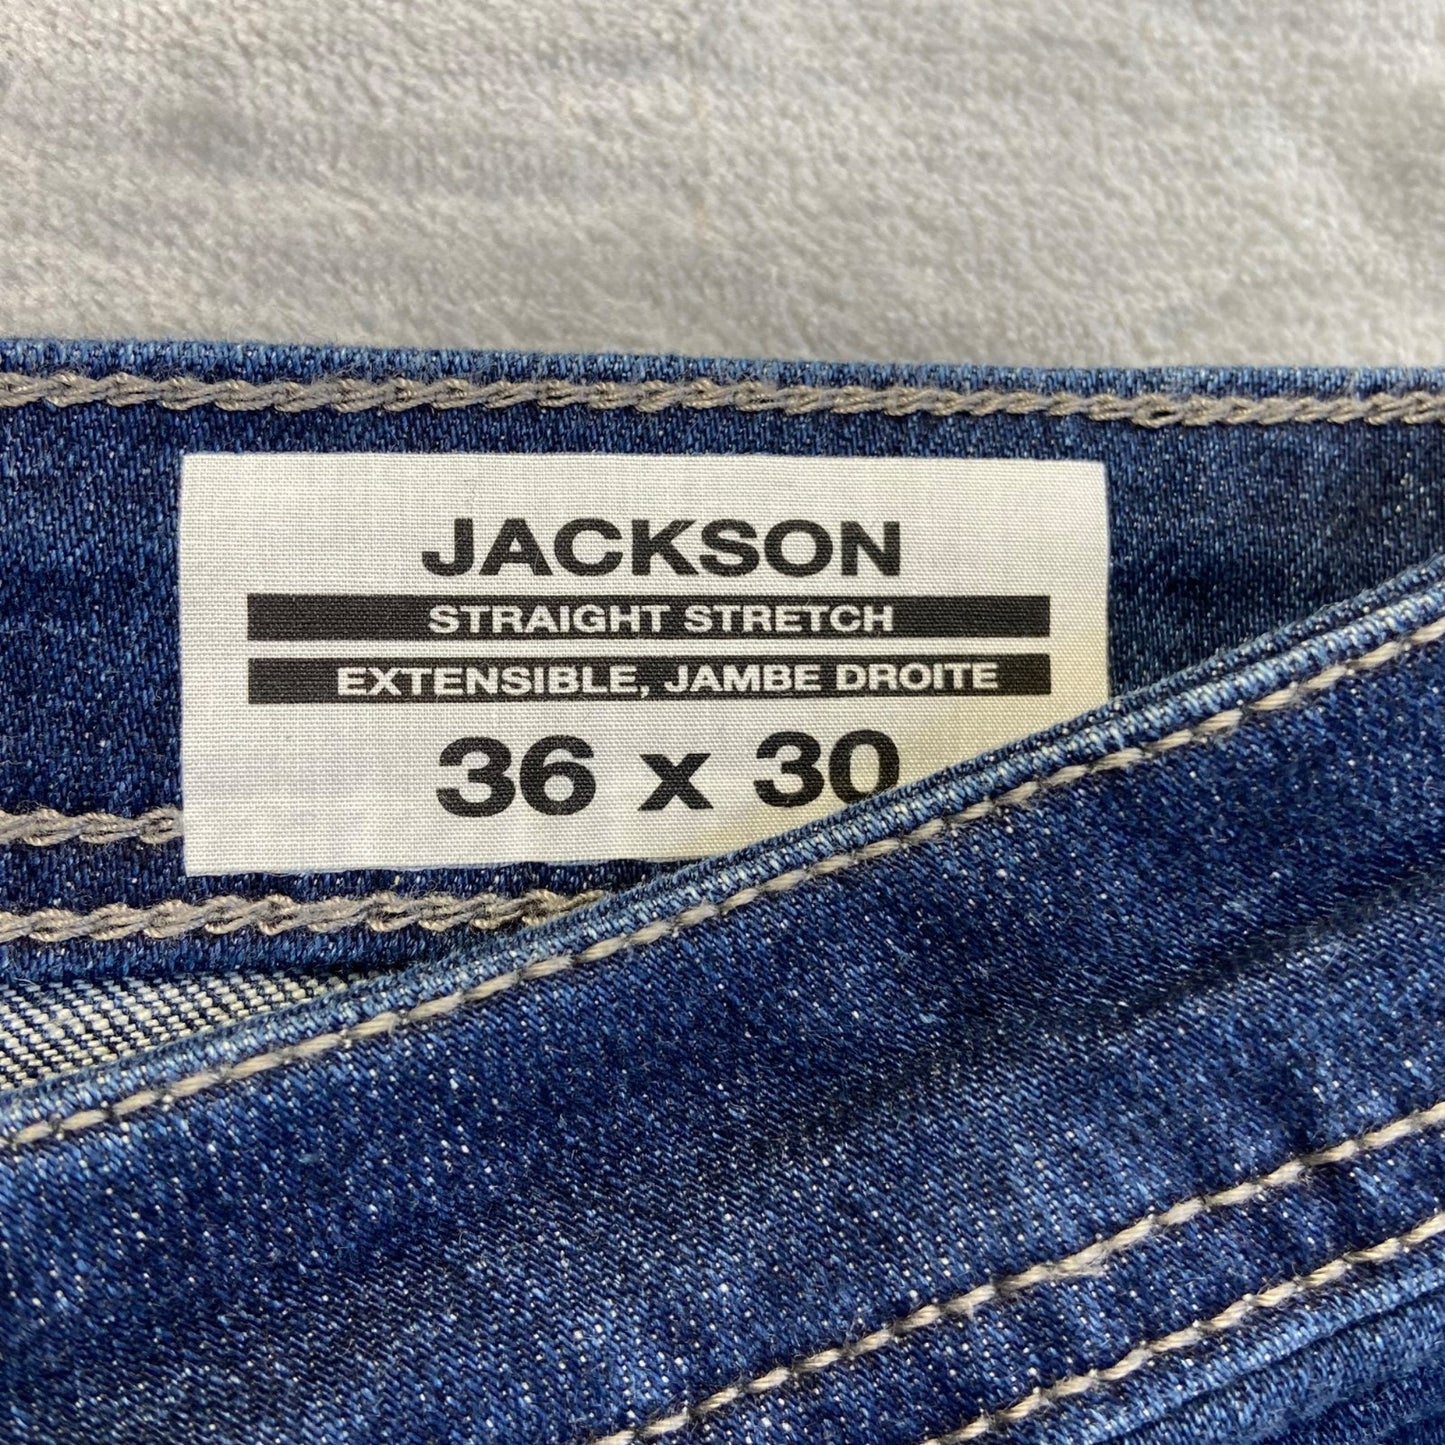 JACKSON
STRAIGHT STRETCH
EXTENSIBLE, JAMBE DROITE
36 x 30